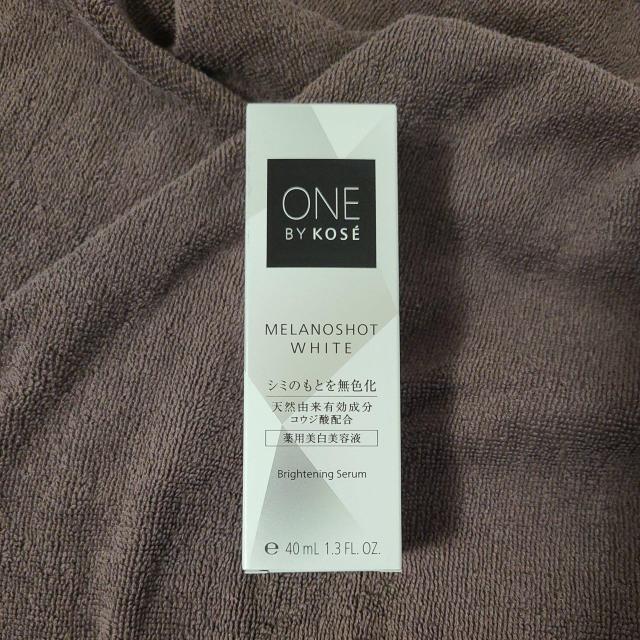 ONE
BY KOSÉ
MELANOSHOT
WHITE
シミのもとを無色化
天然由来有効成分
コウジ酸配合
薬用美白美容液
Brightening Serum
℮ 40 mL 1.3 FL. OZ.